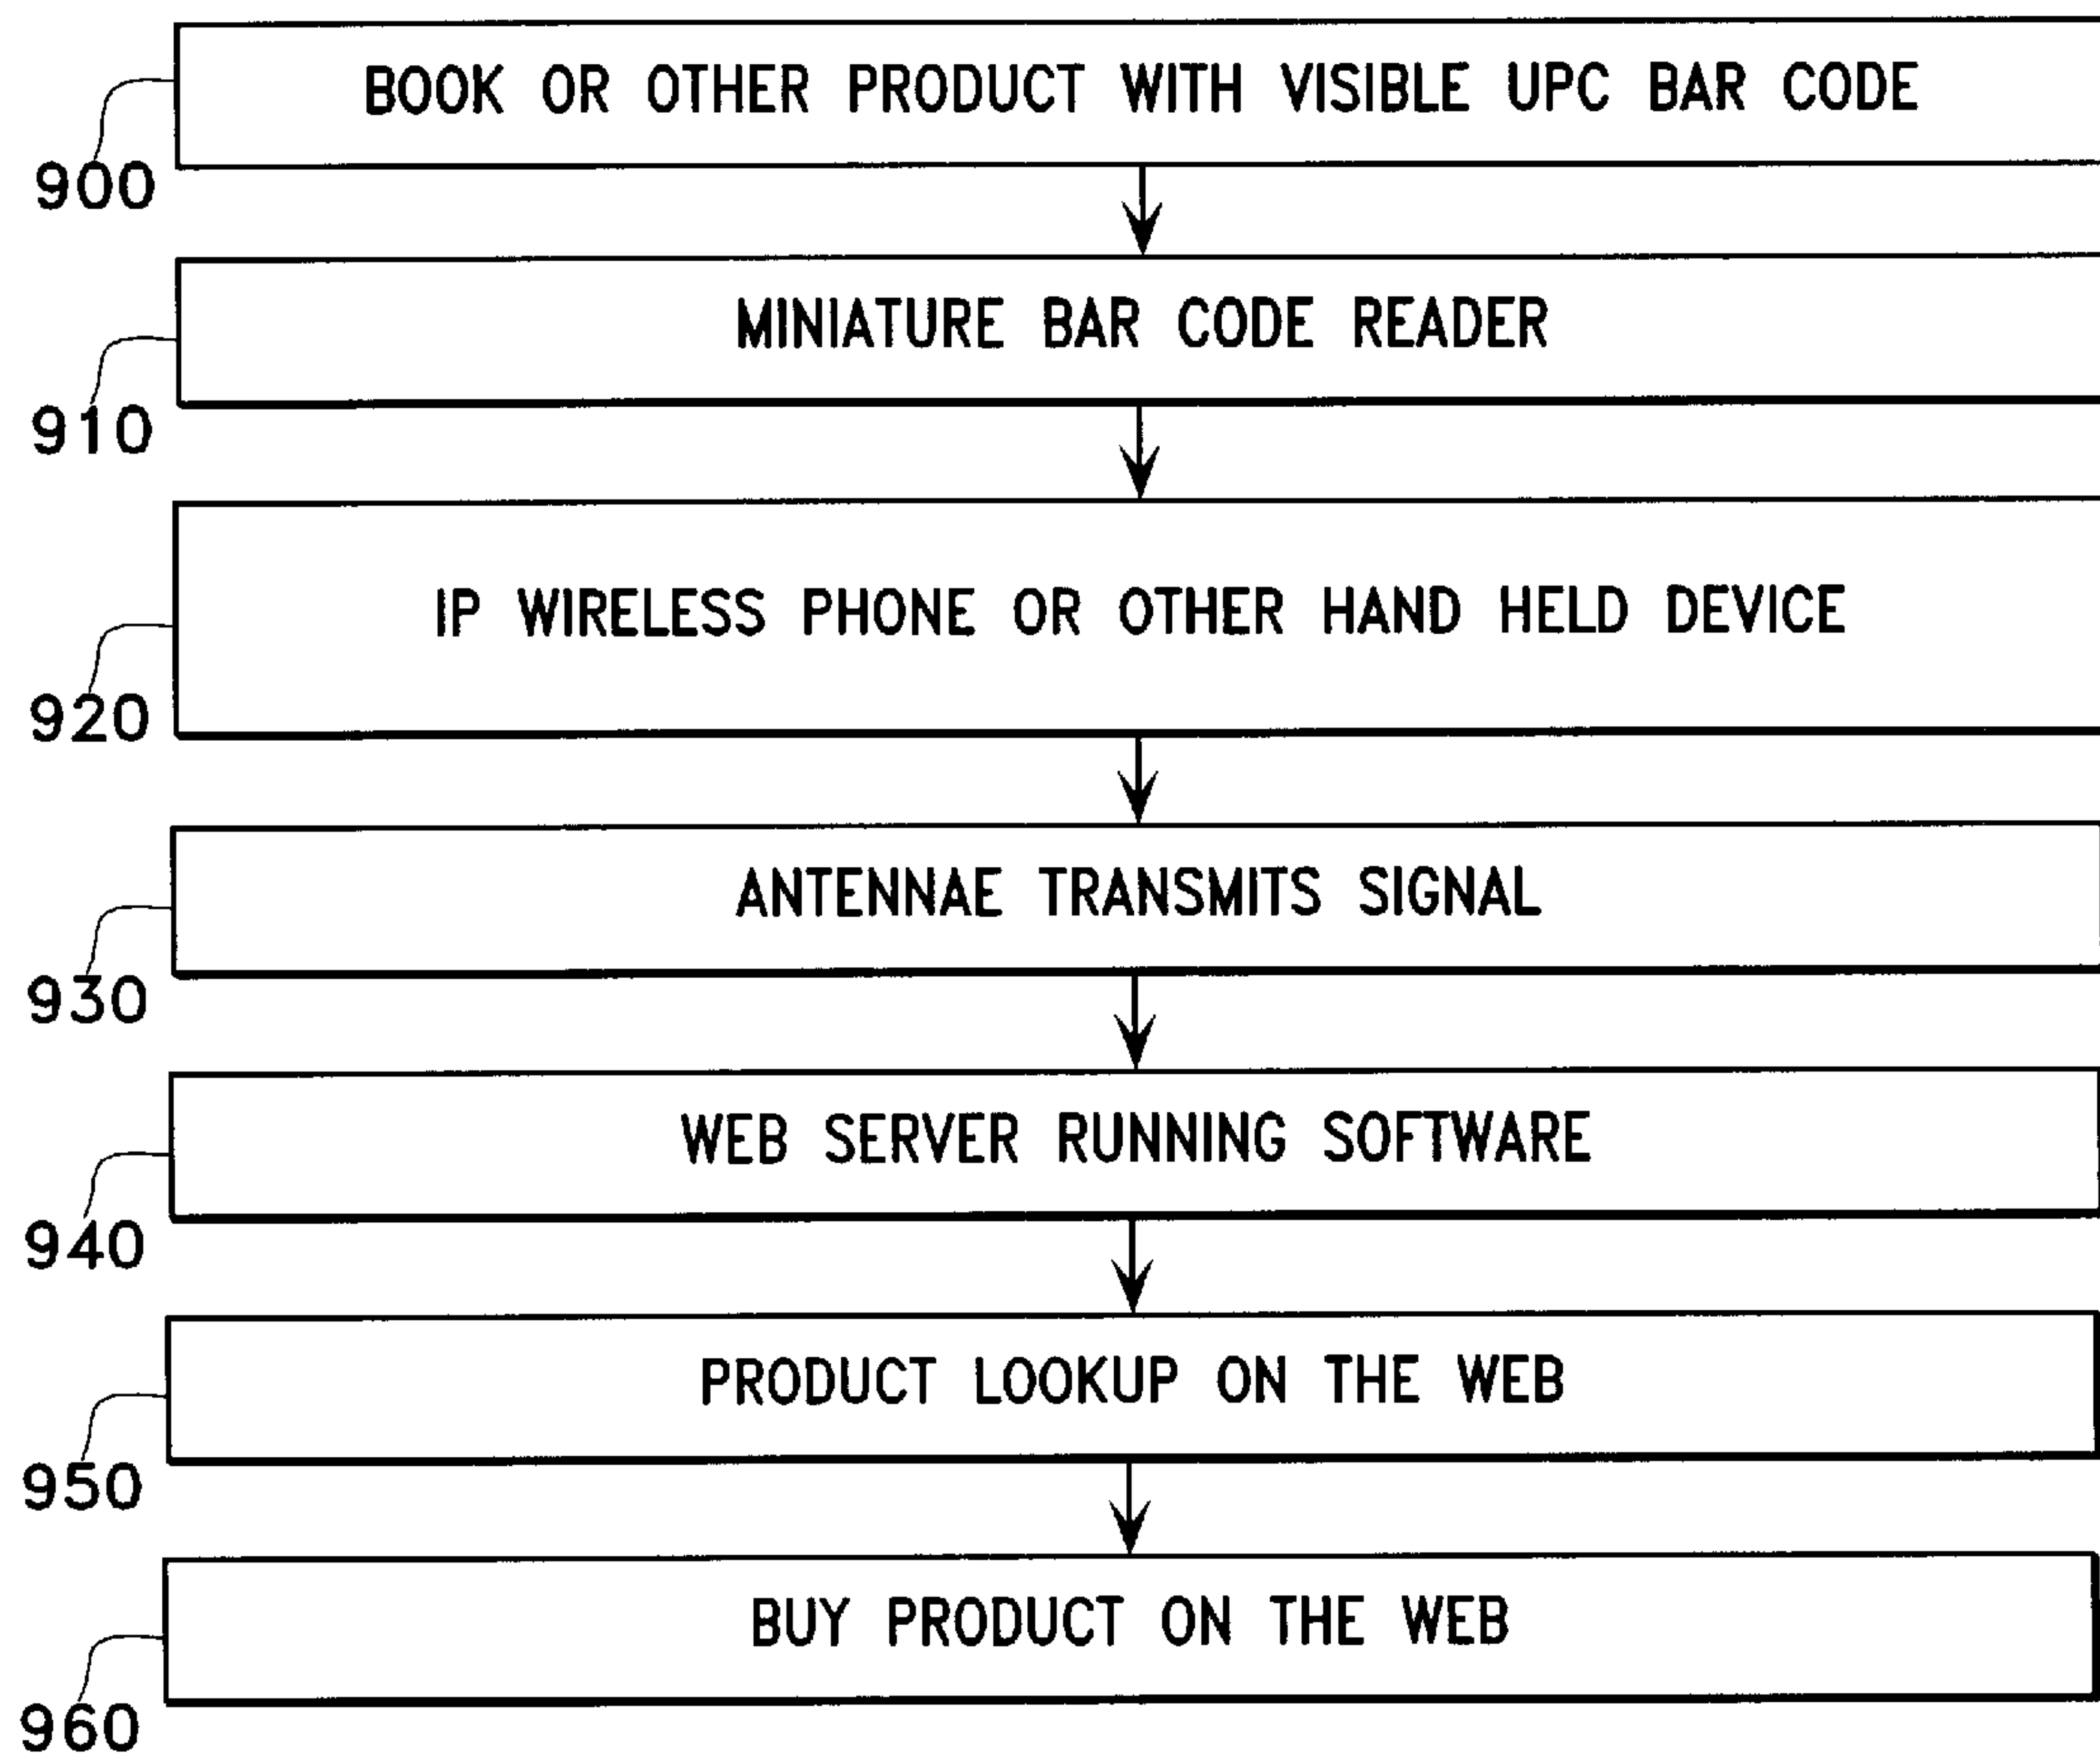 BOOK OR OTHER PRODUCT WITH VISIBLE UPC BAR CODE
900
MINIATURE BAR CODE READER
910
IP WIRELESS PHONE OR OTHER HAND HELD DEVICE
920
ANTENNAE TRANSMITS SIGNAL
930
WEB SERVER RUNNING SOFTWARE
940
PRODUCT LOOKUP ON THE WEB
950
BUY PRODUCT ON THE WEB
960